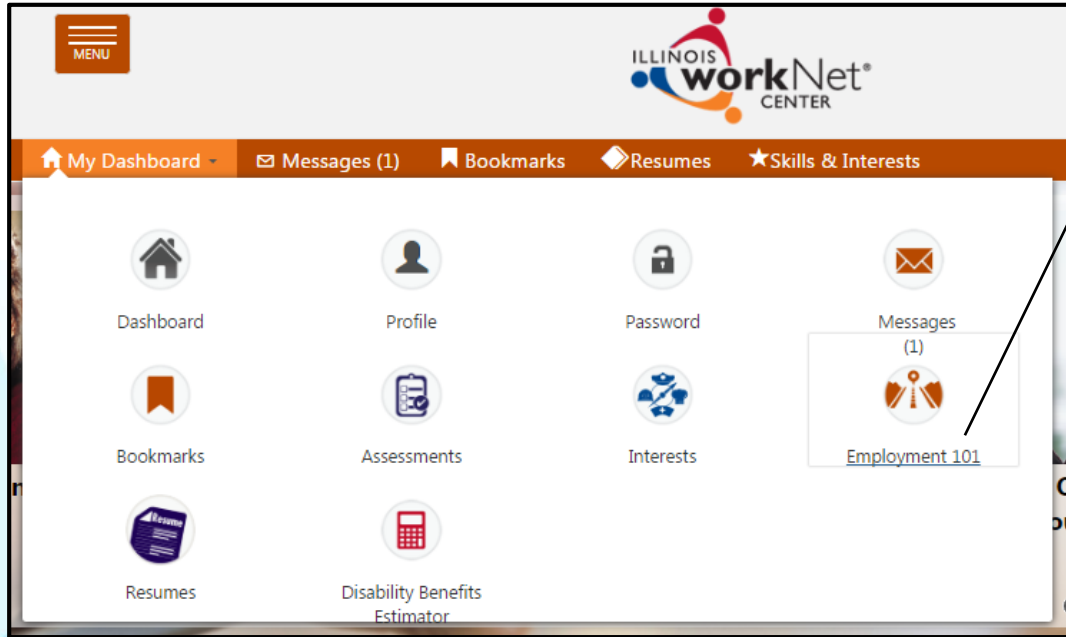 MENU
ILLINOIS
workNet®
CENTER
My Dashboard
Messages (1)
Bookmarks
Resumes
Skills & Interests
Dashboard
Profile
Password
Messages
(1)
Bookmarks
Assessments
Interests
Employment 101
Resume
Resumes
Disability Benefits
Estimator